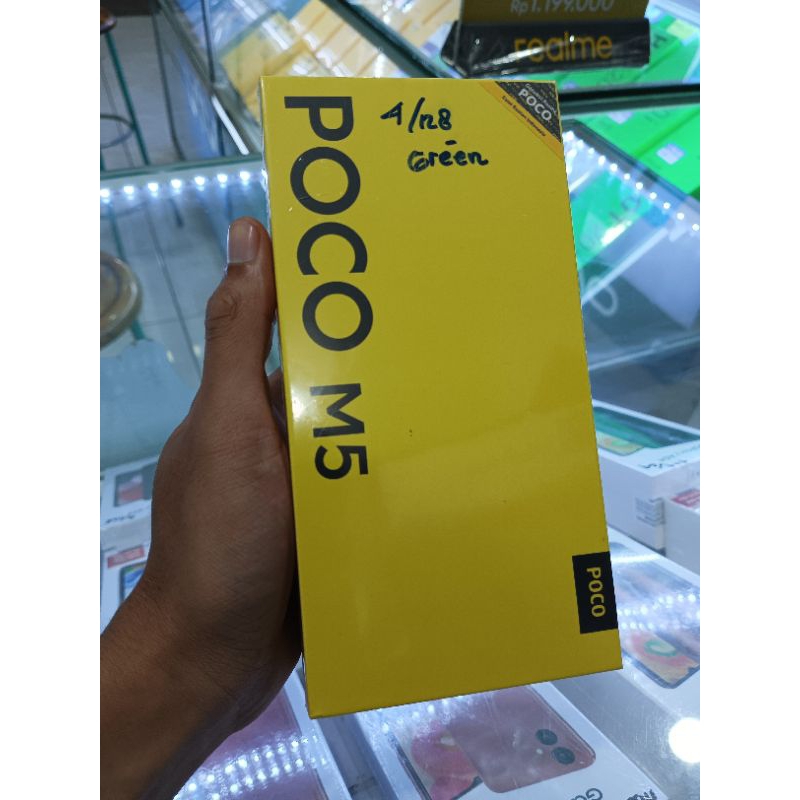 Rp1.199.000
realme
POCO M5
4/128
Green
POCO
POCO